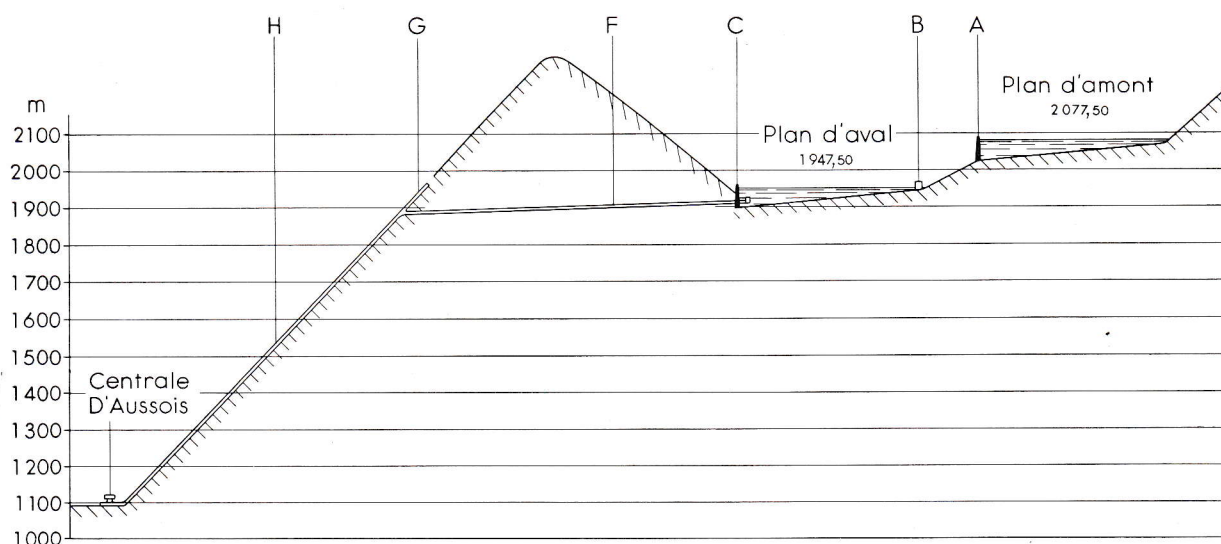 H G F C B A
m
Plan d'amont
2 077,50
Plan d'aval
1 947,50
2100
2000
1900
1800
1700
1600
1500
1400
1300
1200
1100
1000
Centrale
D'Aussois